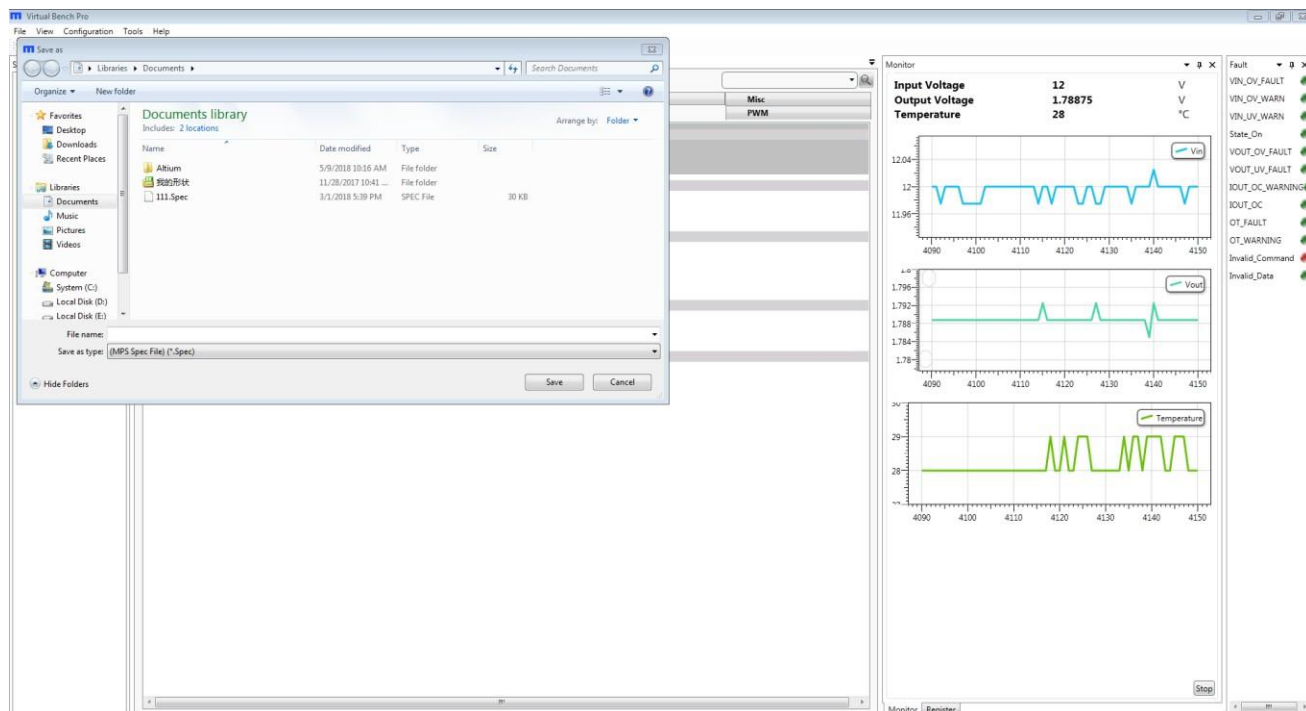 Virtual Bench Pro
File View Configuration Tools Help
Save as
Libraries Documents
Search Documents
Organize New folder
Favorites
Desktop
Downloads
Recent Places
Libraries
Documents
Music
Pictures
Videos
Computer
System (C:)
Local Disk (D:)
Local Disk (E:)
Documents library
Includes: 2 locations
Arrange by: Folder
Name Date modified Type Size
Altium 5/9/2018 10:16 AM File folder
我的形状 11/28/2017 10:41 ... File folder
111.Spec 3/1/2018 5:39 PM SPEC File 30 KB
File name:
Save as type: (MPS Spec File) (*.Spec)
Hide Folders
Save Cancel
Misc
PWM
Monitor
Input Voltage 12 V
Output Voltage 1.78875 V
Temperature 28 °C
Vin
12.04
12
11.96
4090 4100 4110 4120 4130 4140 4150
Vout
1.8
1.796
1.792
1.788
1.784
1.78
4090 4100 4110 4120 4130 4140 4150
Temperature
30
29
28
27
4090 4100 4110 4120 4130 4140 4150
Stop
Monitor Register
Fault
VIN_OV_FAULT
VIN_OV_WARN
VIN_UV_WARN
State_On
VOUT_OV_FAULT
VOUT_UV_FAULT
IOUT_OC_WARNING
IOUT_OC
OT_FAULT
OT_WARNING
Invalid_Command
Invalid_Data